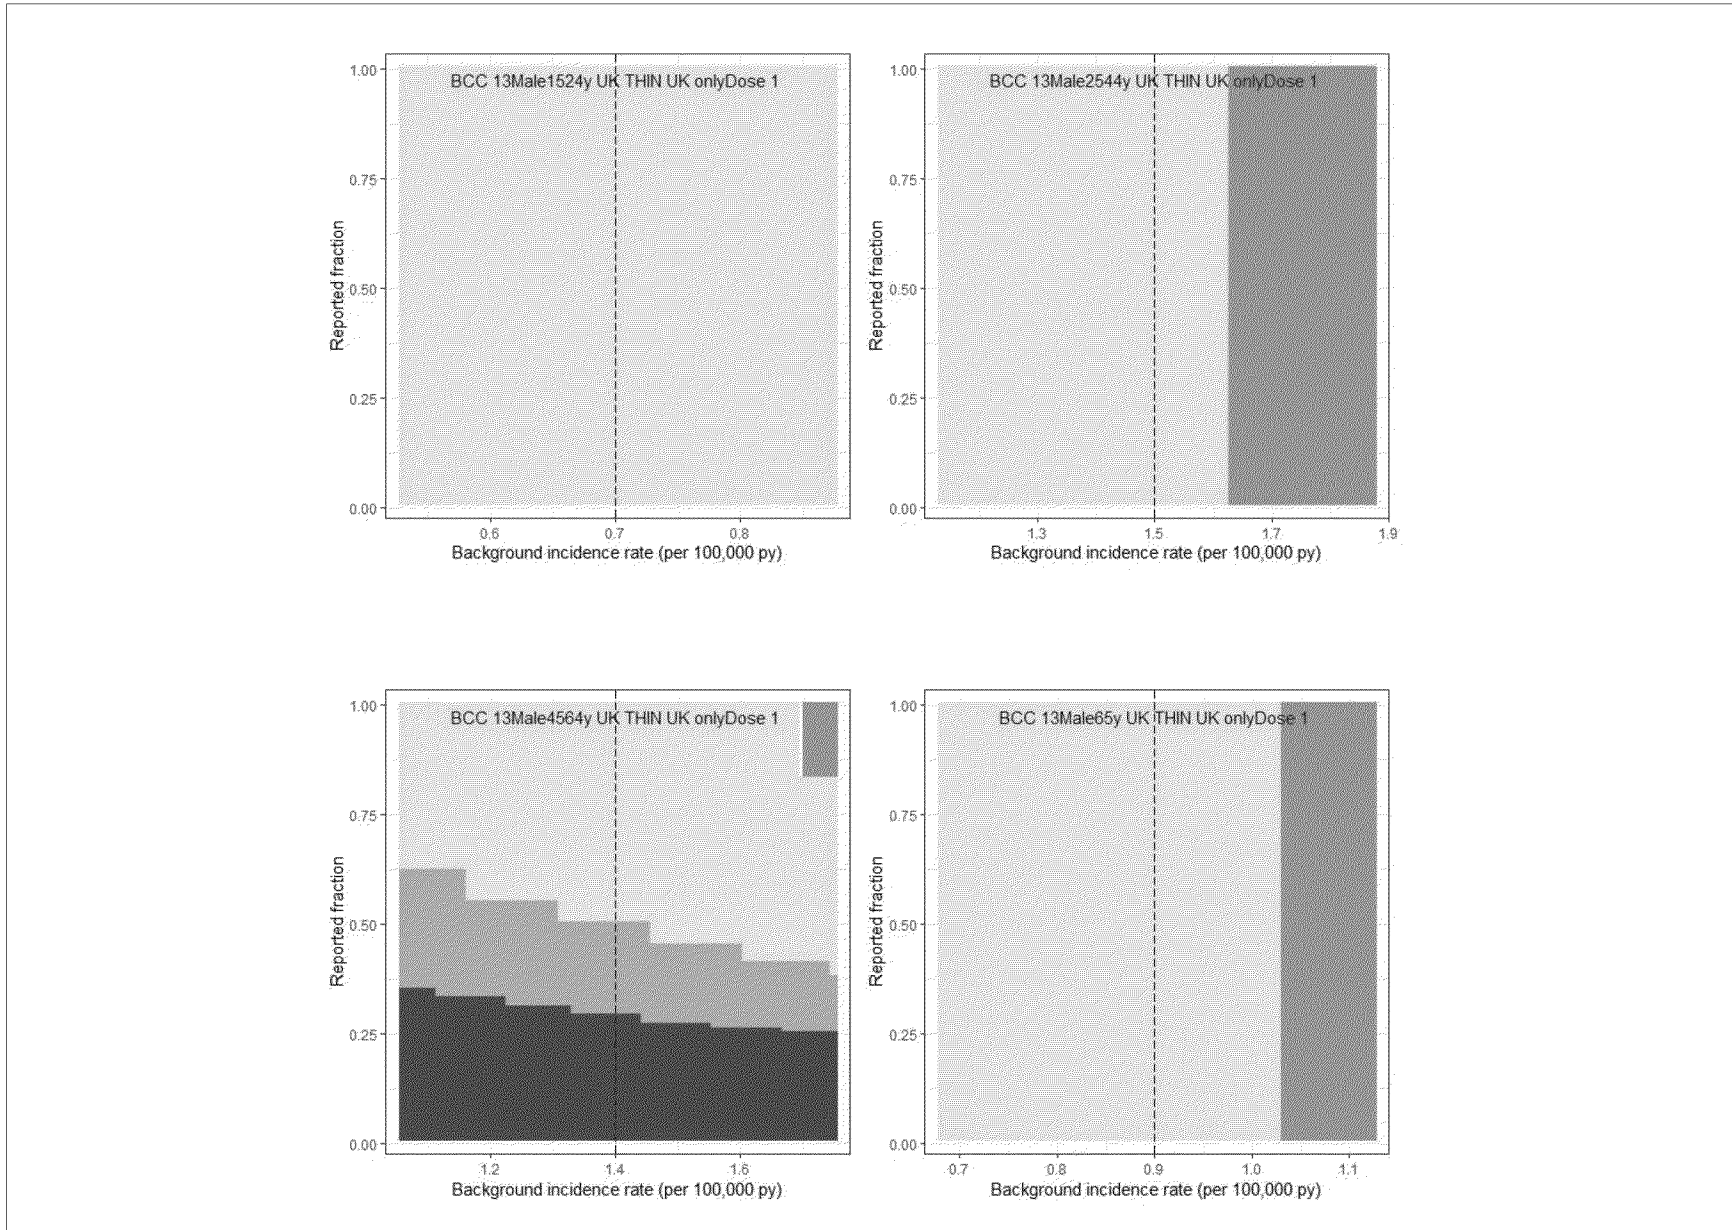 BCC 13Male1524y UK THIN UK onlyDose 1
1.00
0.75
0.50
0.25
0.00
Reported fraction
0.6 0.7 0.8
Background incidence rate (per 100,000 py)
BCC 13Male2544y UK THIN UK onlyDose 1
1.00
0.75
0.50
0.25
0.00
Reported fraction
1.3 1.5 1.7 1.9
Background incidence rate (per 100,000 py)
BCC 13Male4564y UK THIN UK onlyDose 1
1.00
0.75
0.50
0.25
0.00
Reported fraction
1.2 1.4 1.6
Background incidence rate (per 100,000 py)
BCC 13Male65y UK THIN UK onlyDose 1
1.00
0.75
0.50
0.25
0.00
Reported fraction
0.7 0.8 0.9 1.0 1.1
Background incidence rate (per 100,000 py)